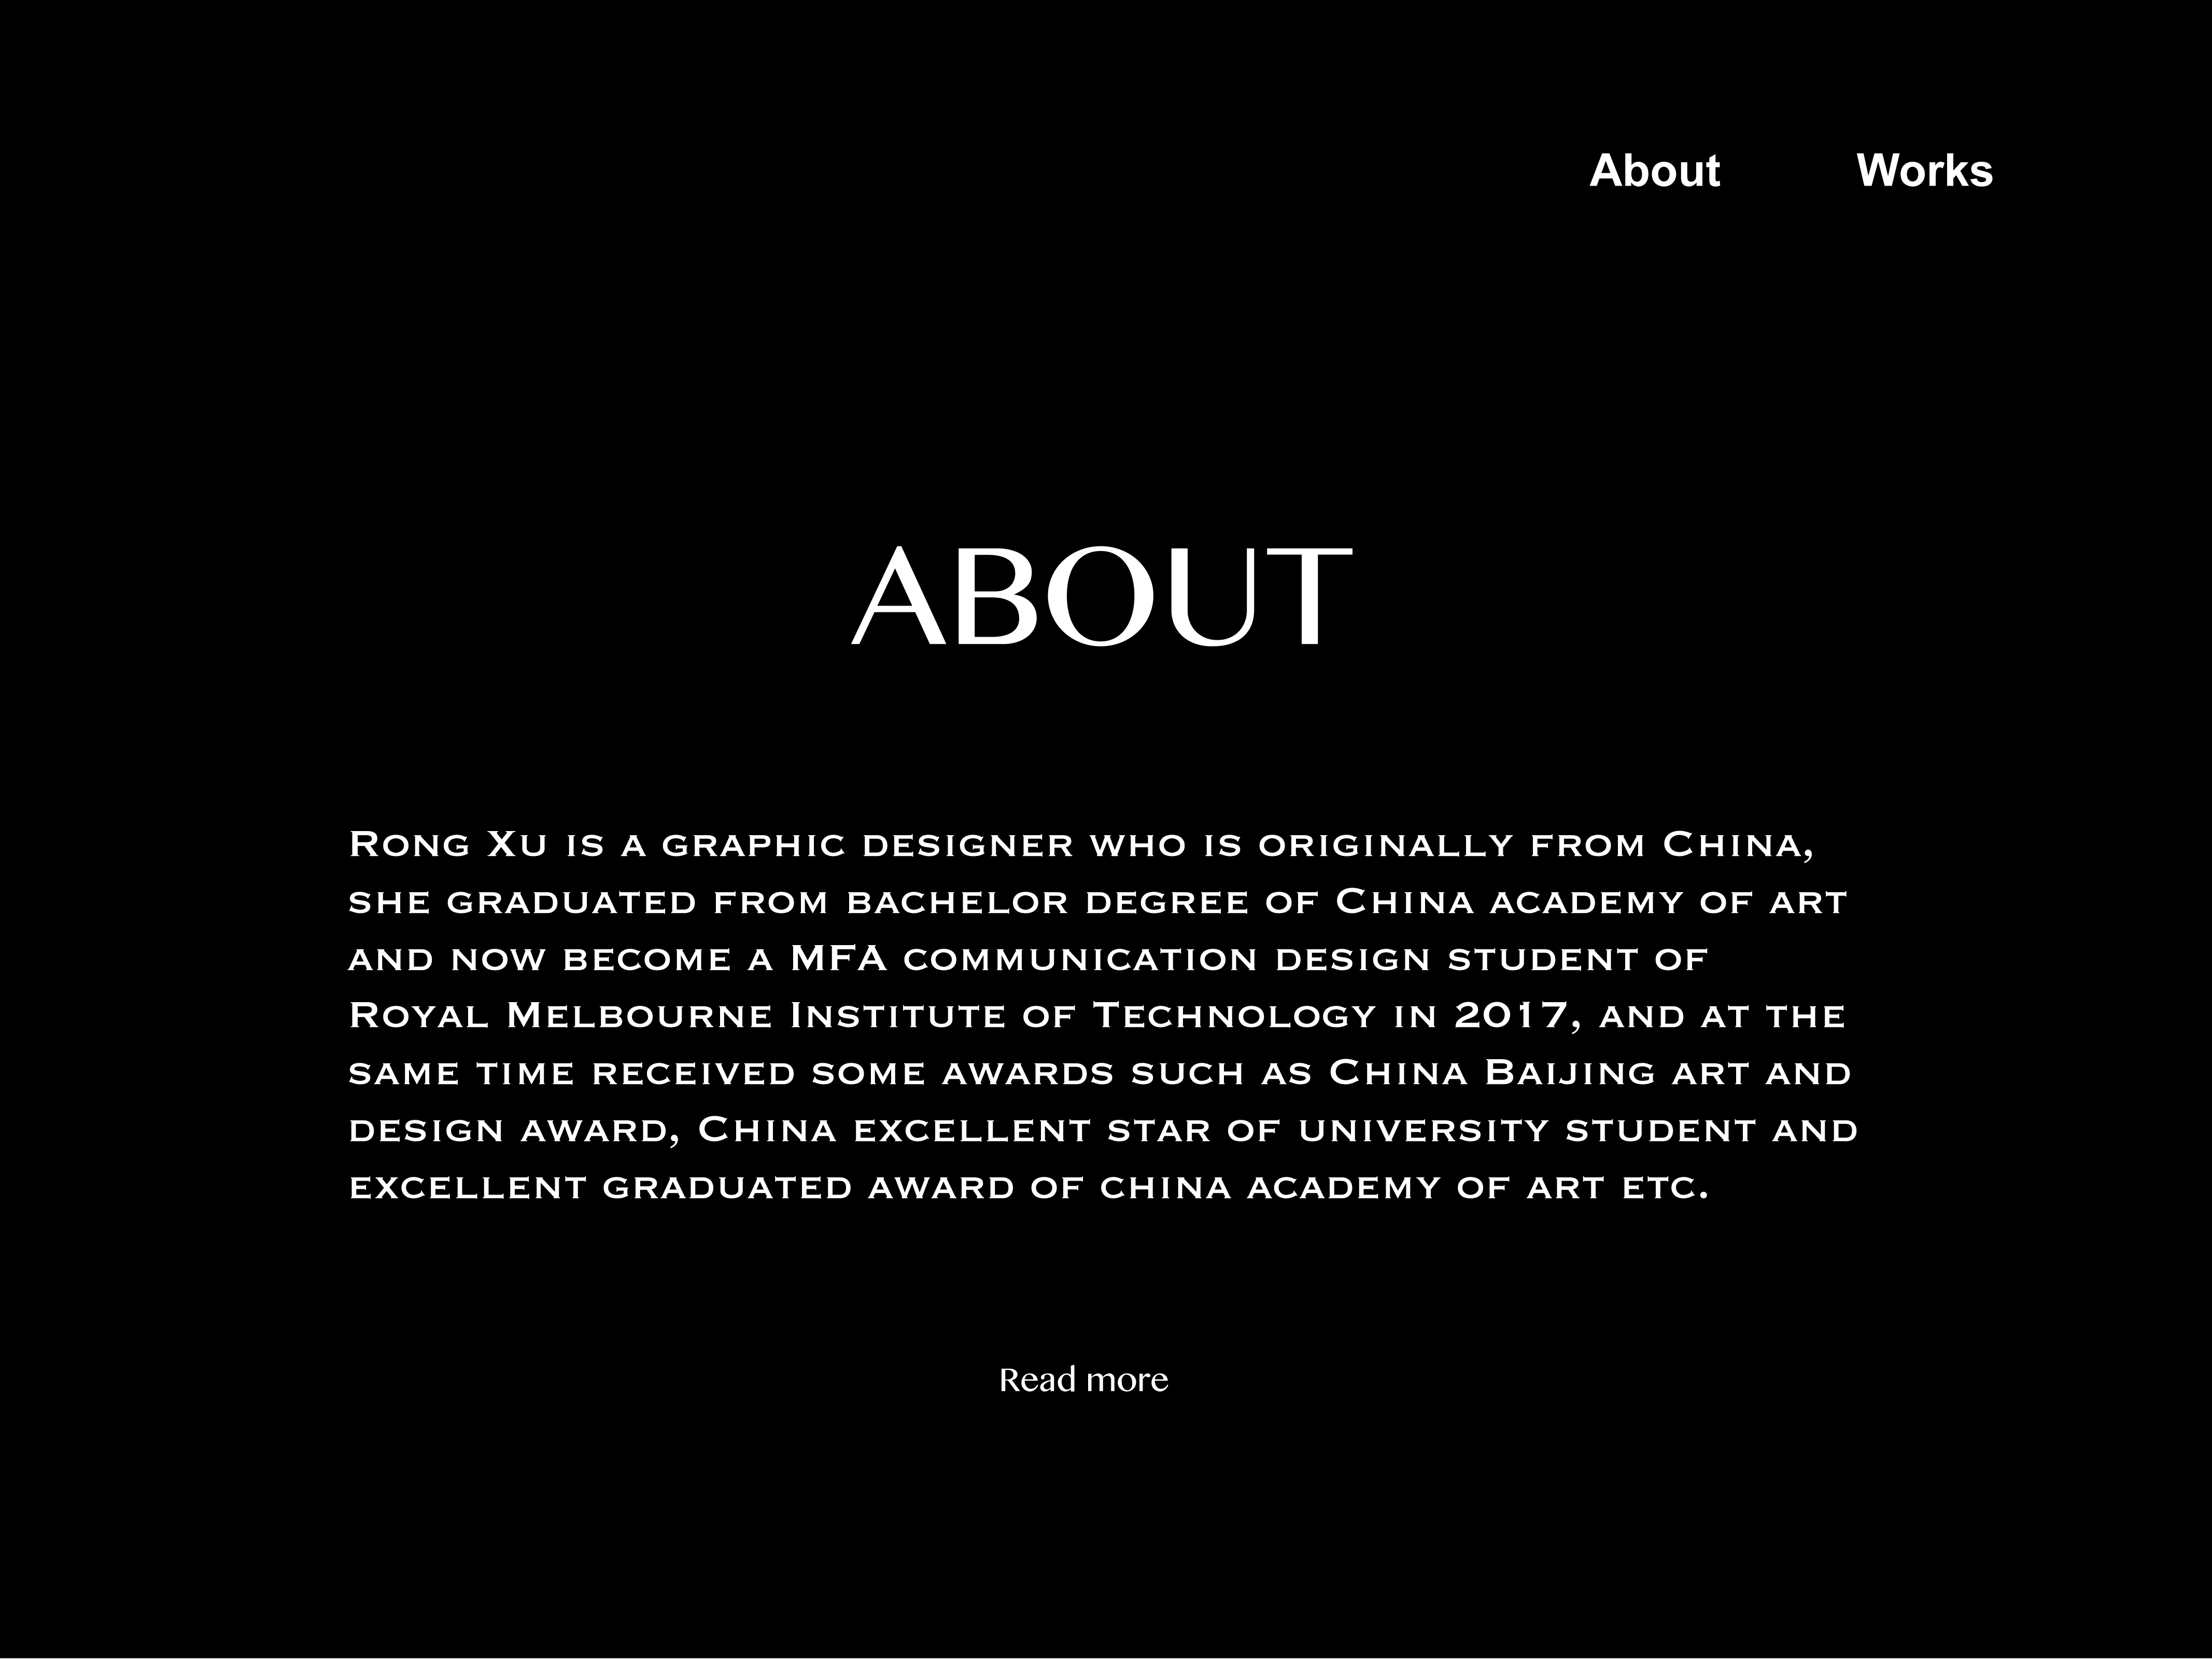 About Works
ABOUT
Rong Xu is a graphic designer who is originally from China,
she graduated from bachelor degree of China academy of art
and now become a MFA communication design student of
Royal Melbourne Institute of Technology in 2017, and at the
same time received some awards such as China Baijing art and
design award, China excellent star of university student and
excellent graduated award of china academy of art etc.
Read more